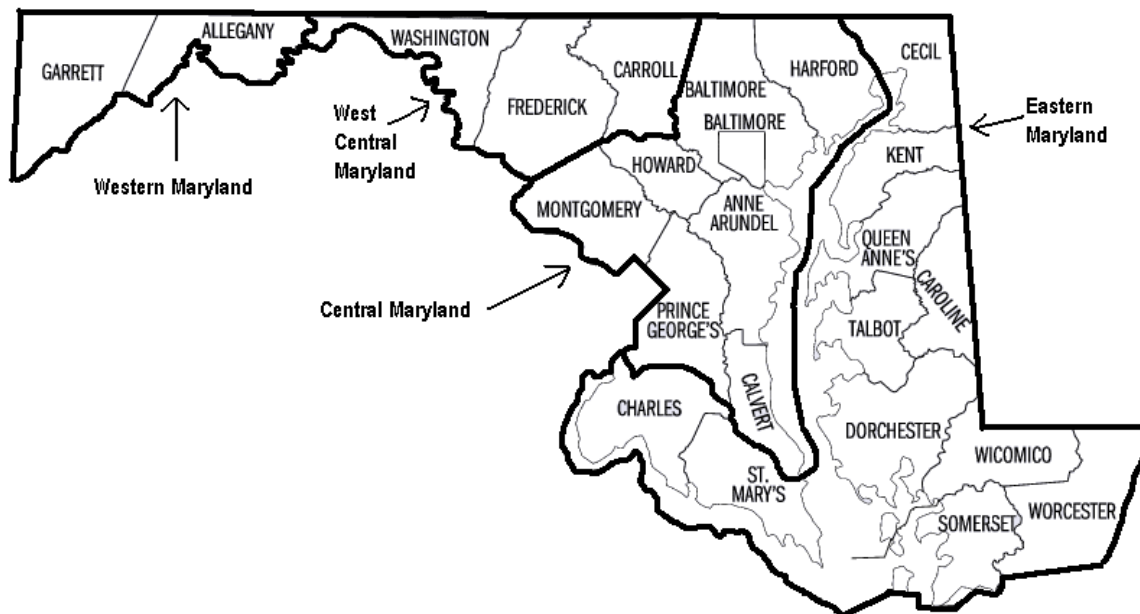 ALLEGANY
WASHINGTON
GARRETT
CARROLL
HARFORD
CECIL
FREDERICK
BALTIMORE
BALTIMORE
West
Central
Maryland
Eastern
Maryland
Western Maryland
HOWARD
KENT
MONTGOMERY
ANNE
ARUNDEL
QUEEN
ANNE'S
CAROLINE
Central Maryland
PRINCE
GEORGE'S
TALBOT
CALVERT
CHARLES
DORCHESTER
WICOMICO
ST.
MARY'S
SOMERSET
WORCESTER